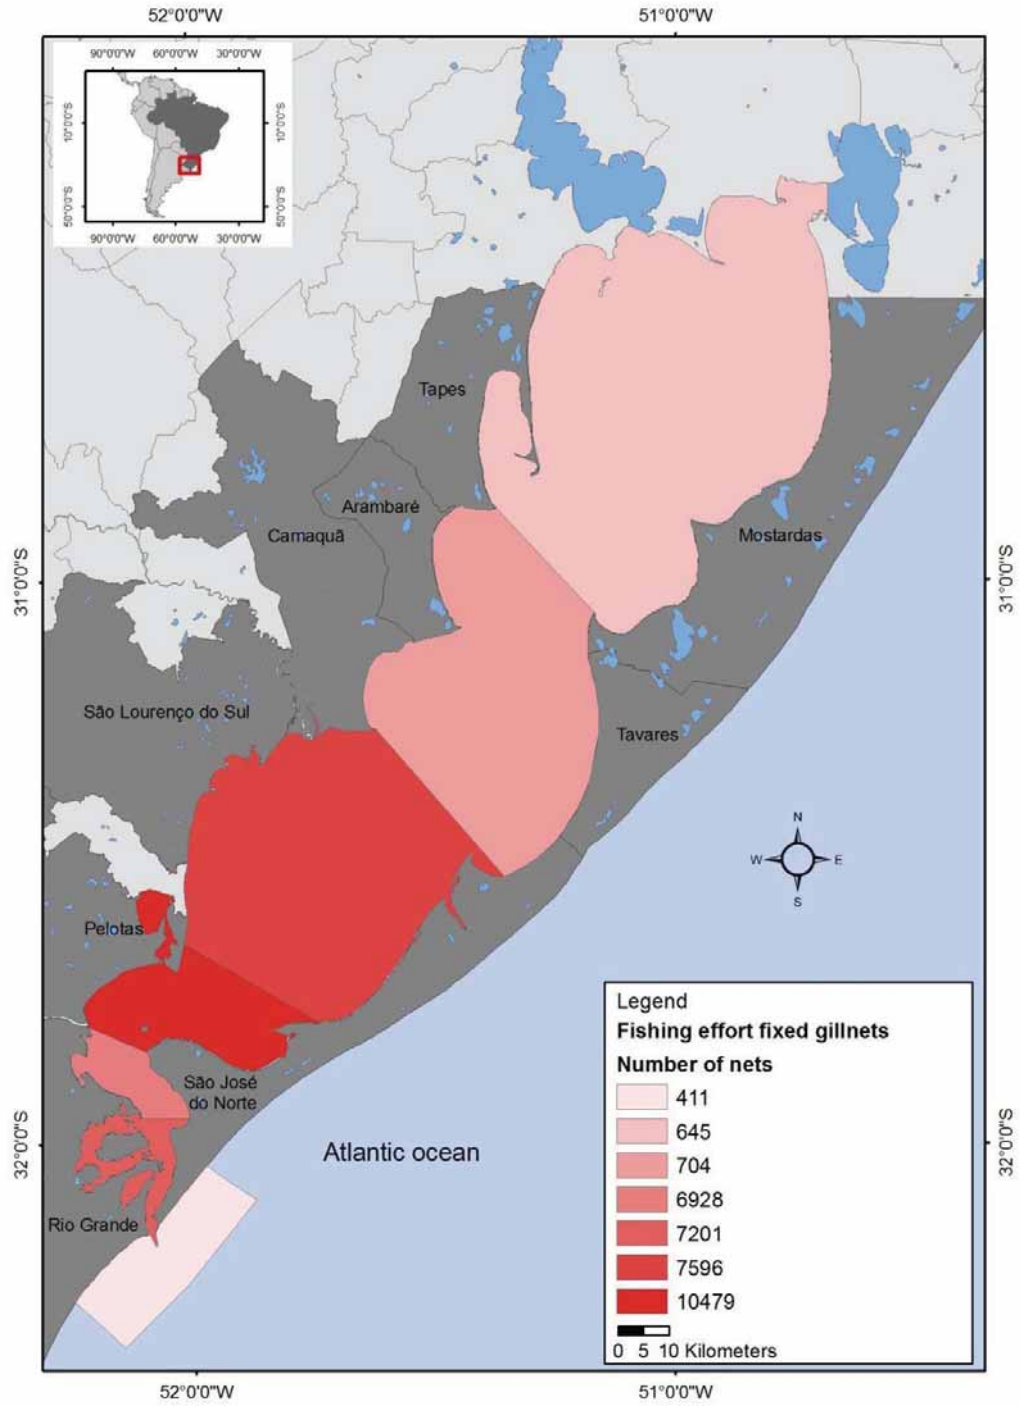 52°0'0"W 51°0'0"W
90°0'0"W 60°0'0"W 30°0'0"W
10°0'0"S 10°0'0"S
50°0'0"S 50°0'0"S
90°0'0"W 60°0'0"W 30°0'0"W
Tapes
Arambaré
Camaquã
Mostardas
31°0'0"S 31°0'0"S
São Lourenço do Sul
Tavares
N
W E
S
Pelotas
São José
do Norte
Atlantic ocean
Rio Grande
32°0'0"S 32°0'0"S
Legend
Fishing effort fixed gillnets
Number of nets
411
645
704
6928
7201
7596
10479
0 5 10 Kilometers
52°0'0"W 51°0'0"W